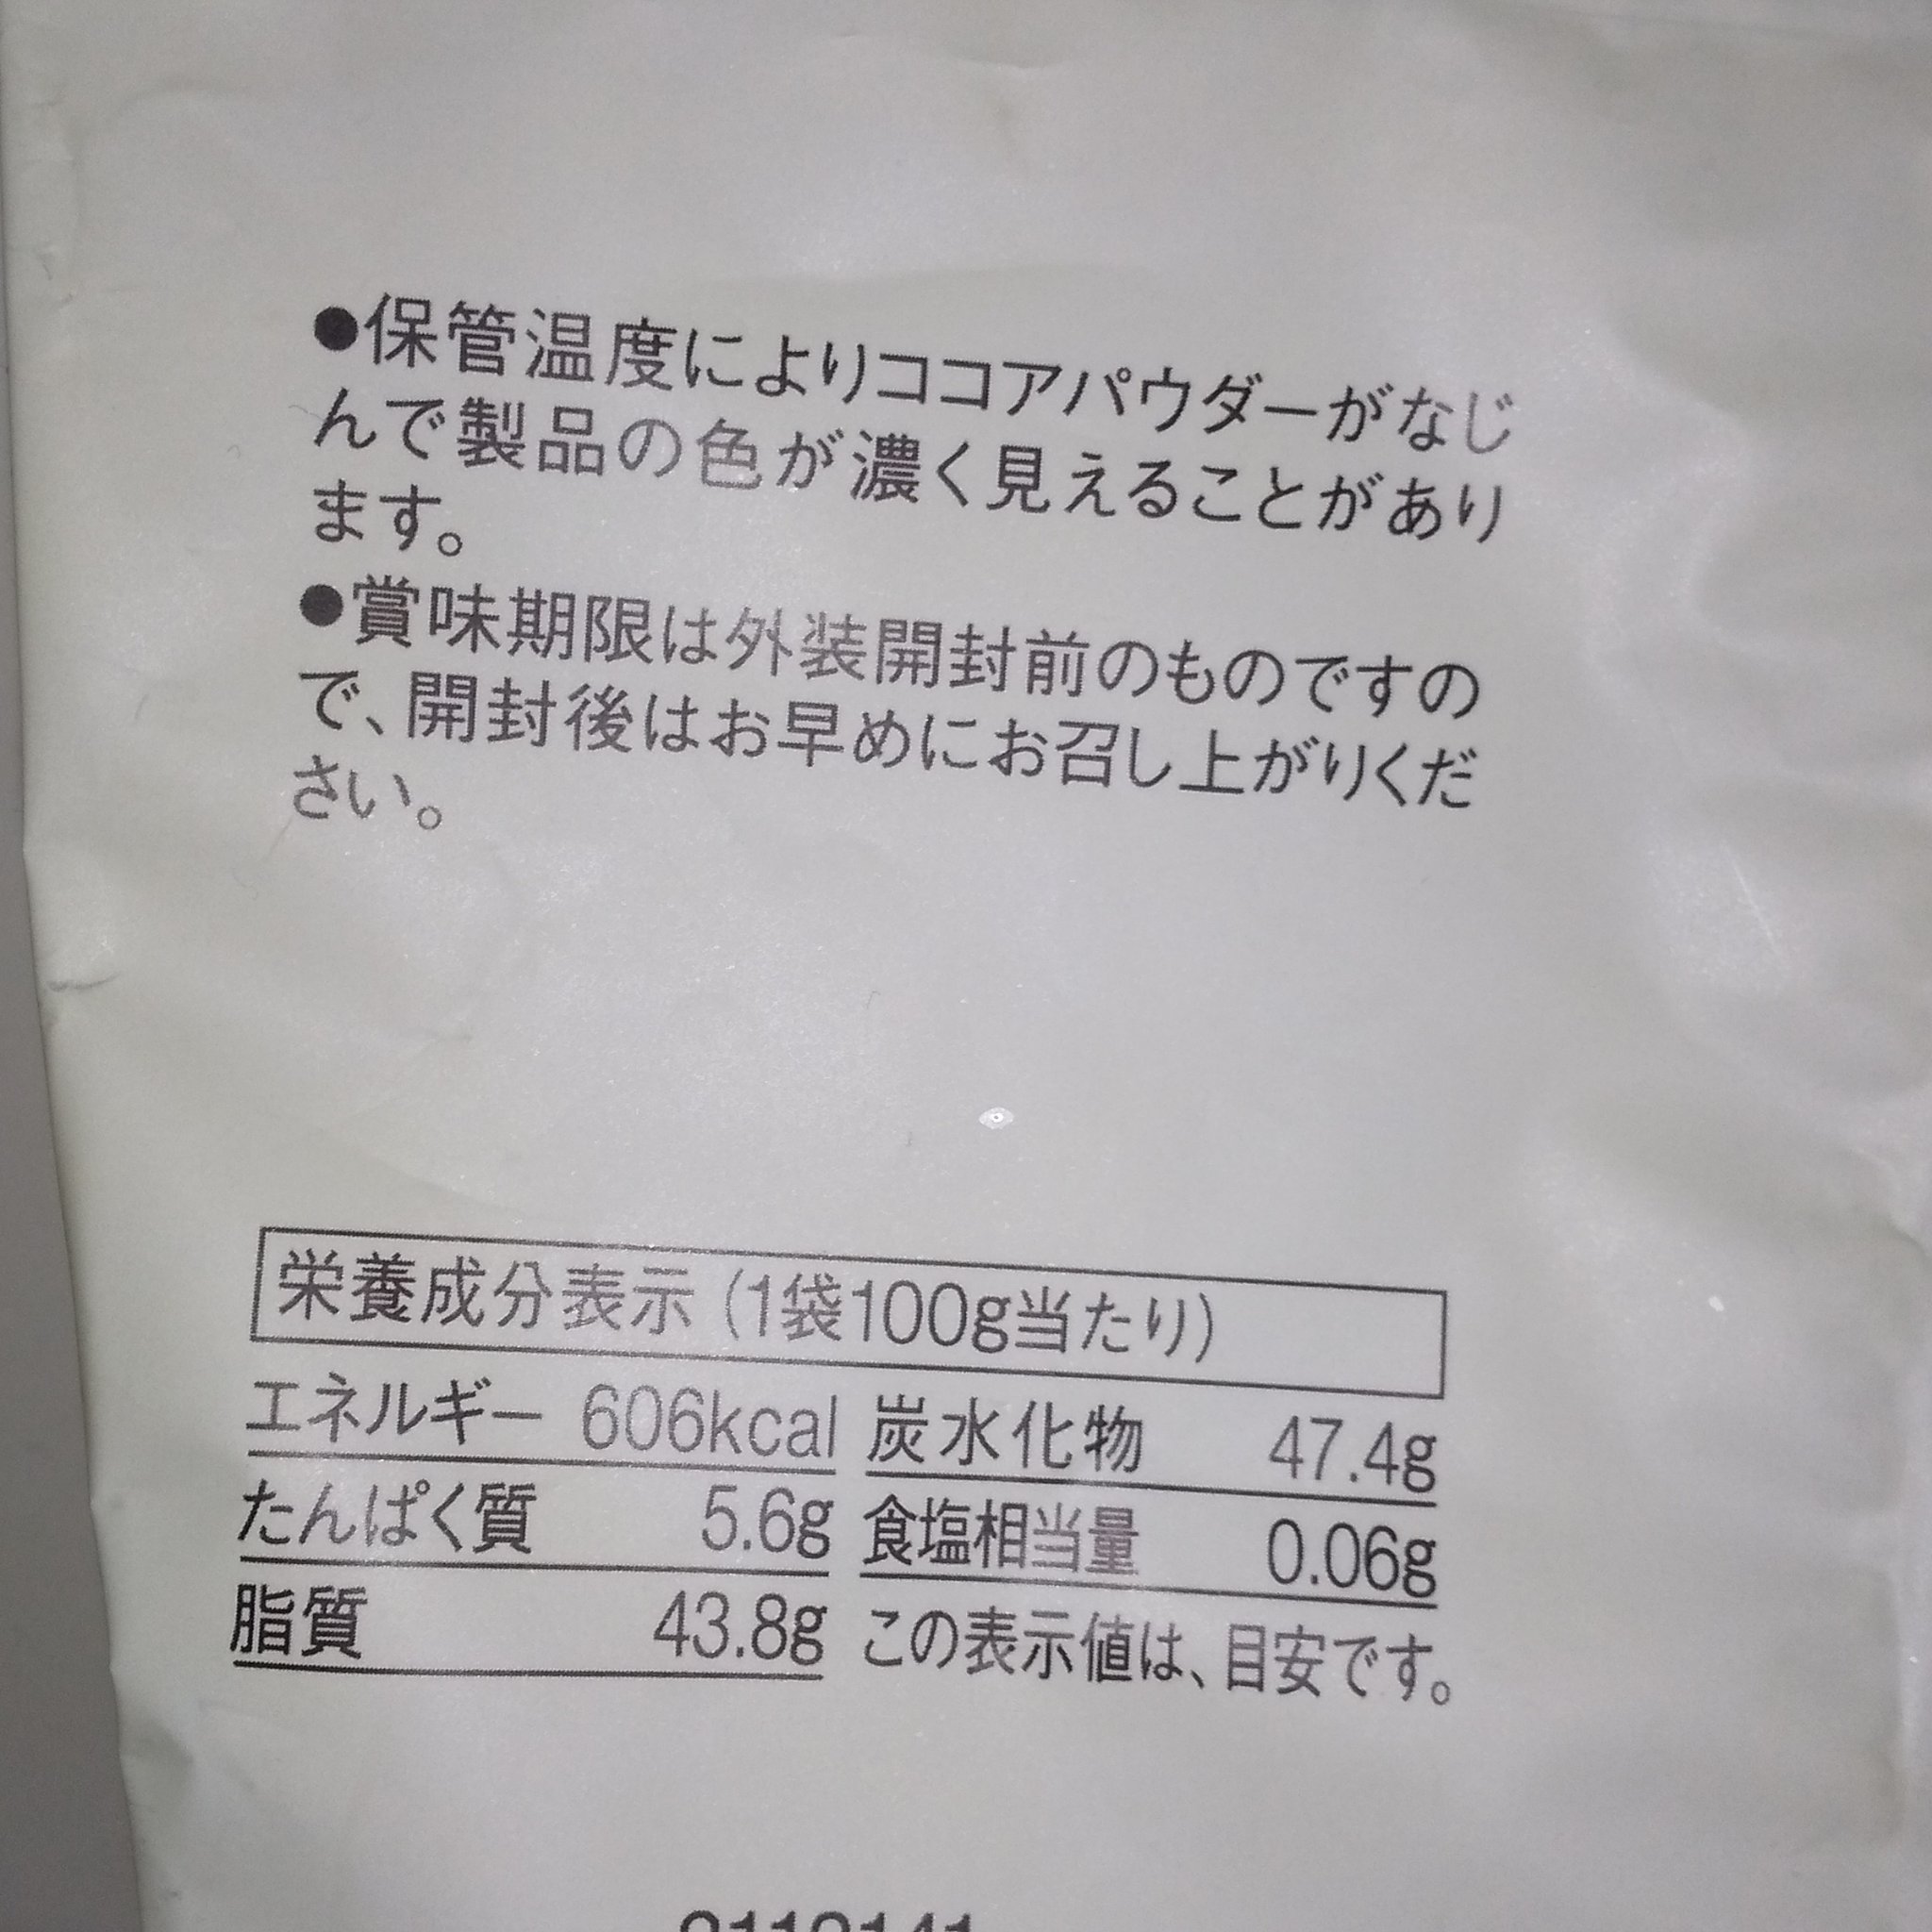 ●保管温度によりココアパウダーがなじ
んで製品の色が濃く見えることがあり
ます。
●賞味期限は外装開封前のものですの
で、開封後はお早めにお召し上がりくだ
さい。
栄養成分表示（1袋100g当たり）
エネルギー 606kcal 炭水化物 47.4g
たんぱく質 5.6g 食塩相当量 0.06g
脂質 43.8g この表示値は、目安です。